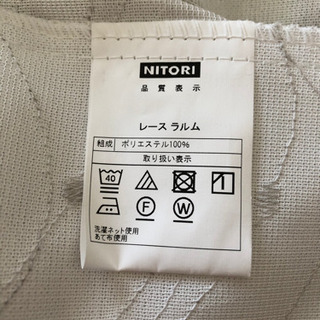 NITORI
品質表示
レース ラルム
組成 ポリエステル100%
取り扱い表示
40
F W
洗濯ネット使用
あて布使用